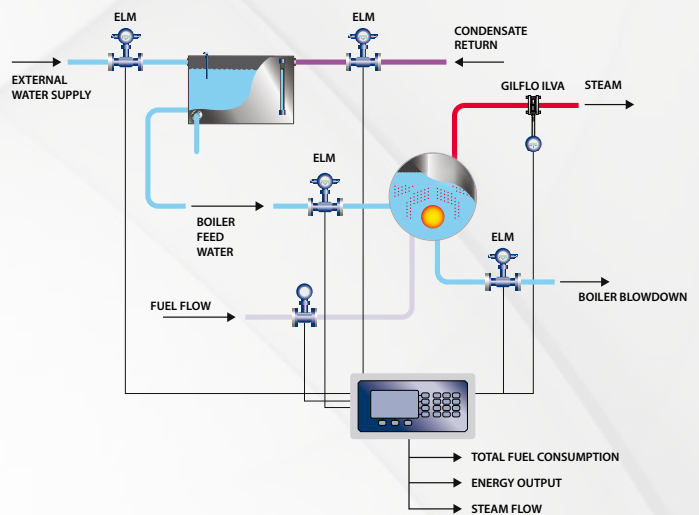 ELM
ELM
CONDENSATE
RETURN
EXTERNAL
WATER SUPPLY
GILFLO ILVA
STEAM
ELM
BOILER
FEED
WATER
ELM
FUEL FLOW
BOILER BLOWDOWN
TOTAL FUEL CONSUMPTION
ENERGY OUTPUT
STEAM FLOW